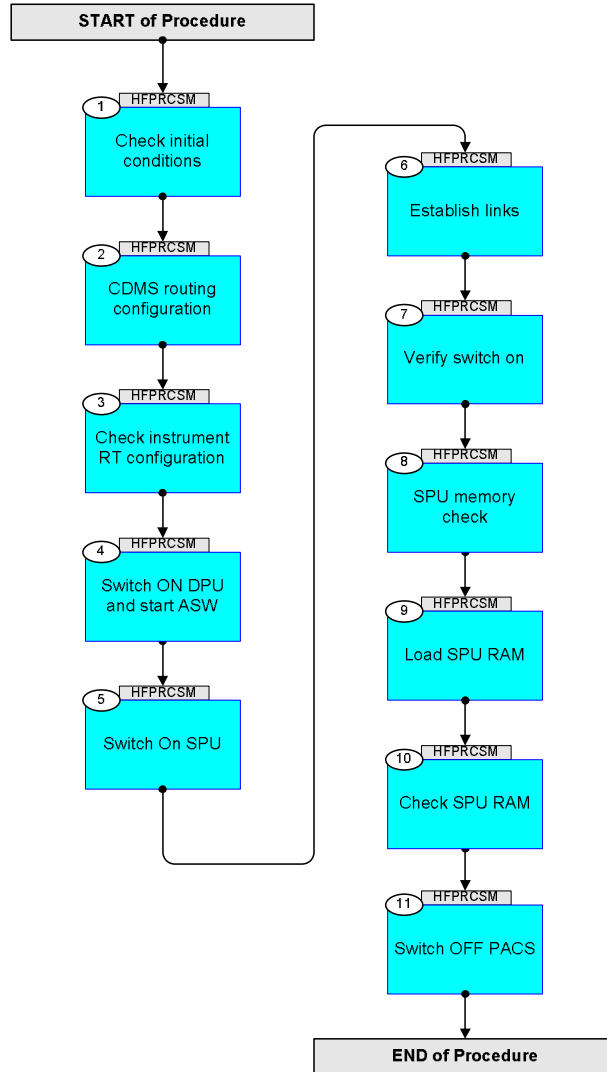 START of Procedure
HFPRCSM
1
Check initial
conditions
HFPRCSM
2
CDMS routing
configuration
HFPRCSM
3
Check instrument
RT configuration
HFPRCSM
4
Switch ON DPU
and start ASW
HFPRCSM
5
Switch On SPU
HFPRCSM
6
Establish links
HFPRCSM
7
Verify switch on
HFPRCSM
8
SPU memory
check
HFPRCSM
9
Load SPU RAM
HFPRCSM
10
Check SPU RAM
HFPRCSM
11
Switch OFF PACS
END of Procedure